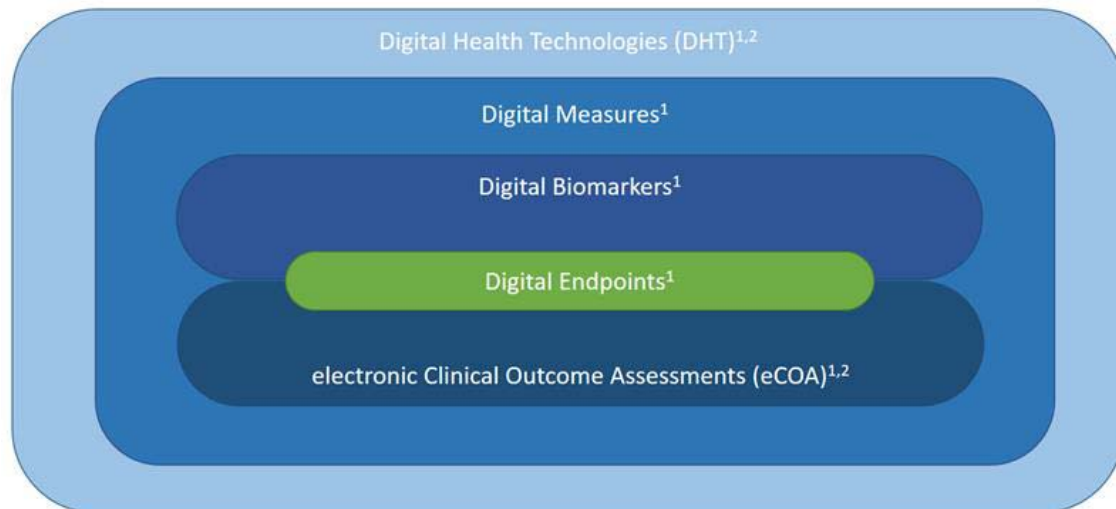 Digital Health Technologies (DHT)¹,²
Digital Measures¹
Digital Biomarkers¹
Digital Endpoints¹
electronic Clinical Outcome Assessments (eCOA)¹,²